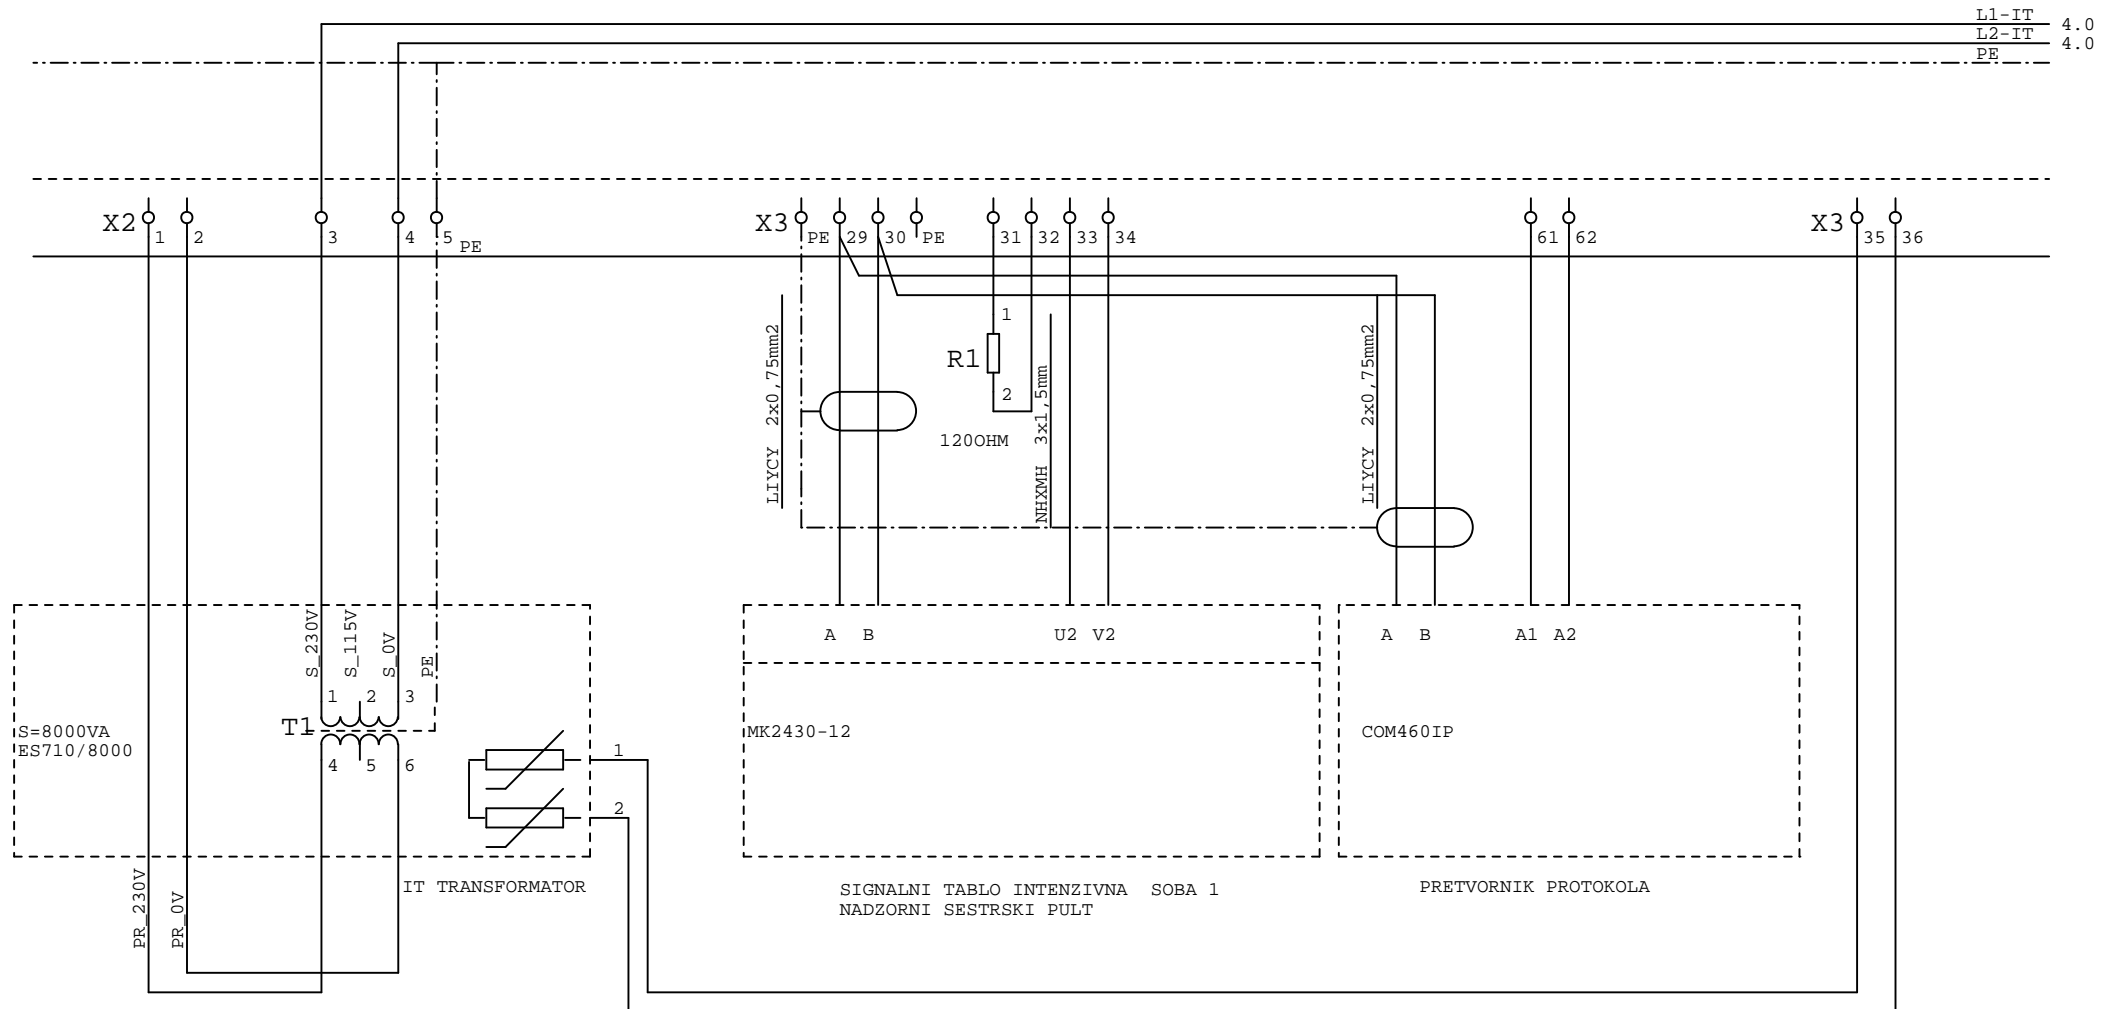 L1-IT 4.0
L2-IT 4.0
PE
X2 1 2 3 4 5 PE
X3 PE 29 30 PE 31 32 33 34 61 62
X3 35 36
LIYCY 2x0,75mm2
1
R1
2
120OHM
NHXMH 3x1,5mm
LIYCY 2x0,75mm2
S_230V
S_115V
S_0V
PE
A B U2 V2
A B A1 A2
1 2 3
T1
4 5 6
S=8000VA
ES710/8000
1
2
MK2430-12
COM460IP
PR_230V
PR_0V
IT TRANSFORMATOR
SIGNALNI TABLO INTENZIVNA SOBA 1
NADZORNI SESTRSKI PULT
PRETVORNIK PROTOKOLA